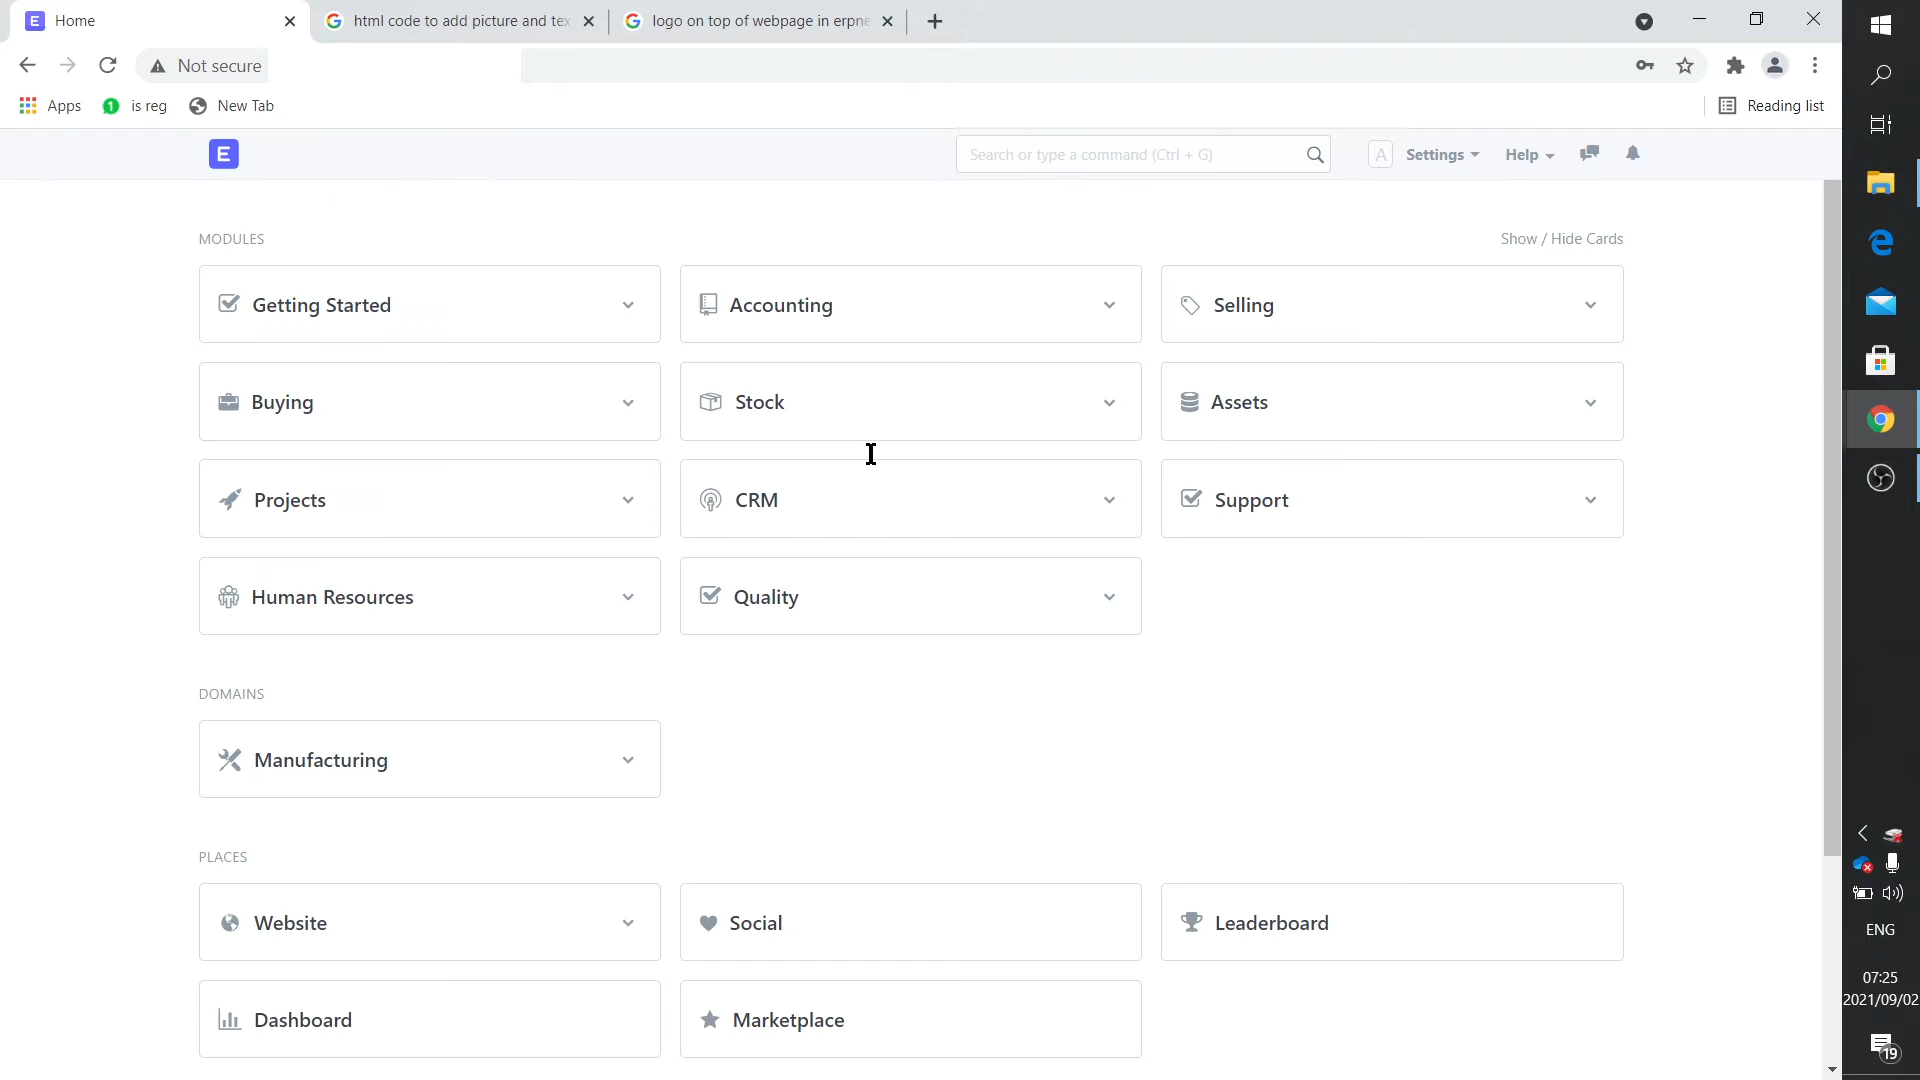 E Home
html code to add picture and tex
logo on top of webpage in erpne
Not secure
Apps
1 is reg
New Tab
Reading list
E
Search or type a command (Ctrl + G)
A
Settings
Help
MODULES
Show / Hide Cards
Getting Started
Accounting
Selling
Buying
Stock
Assets
Projects
CRM
Support
Human Resources
Quality
DOMAINS
Manufacturing
PLACES
Website
Social
Leaderboard
Dashboard
Marketplace
ENG
07:25
2021/09/02
19